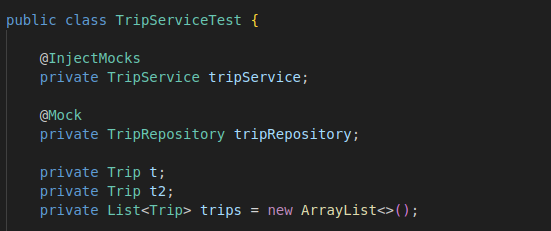 public class TripServiceTest {
@InjectMocks
private TripService tripService;
@Mock
private TripRepository tripRepository;
private Trip t;
private Trip t2;
private List<Trip> trips = new ArrayList<>();